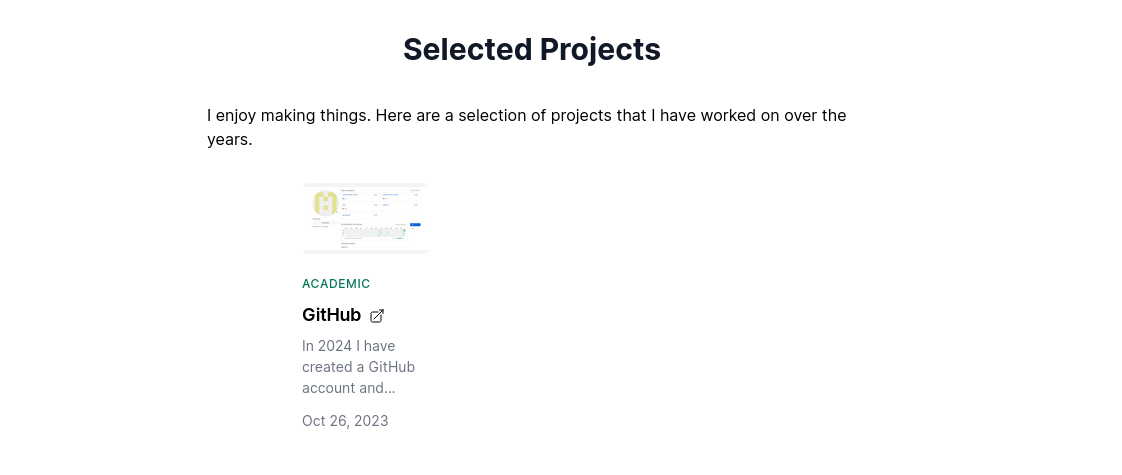 Selected Projects
I enjoy making things. Here are a selection of projects that I have worked on over the
years.
ACADEMIC
GitHub
In 2024 I have
created a GitHub
account and...
Oct 26, 2023